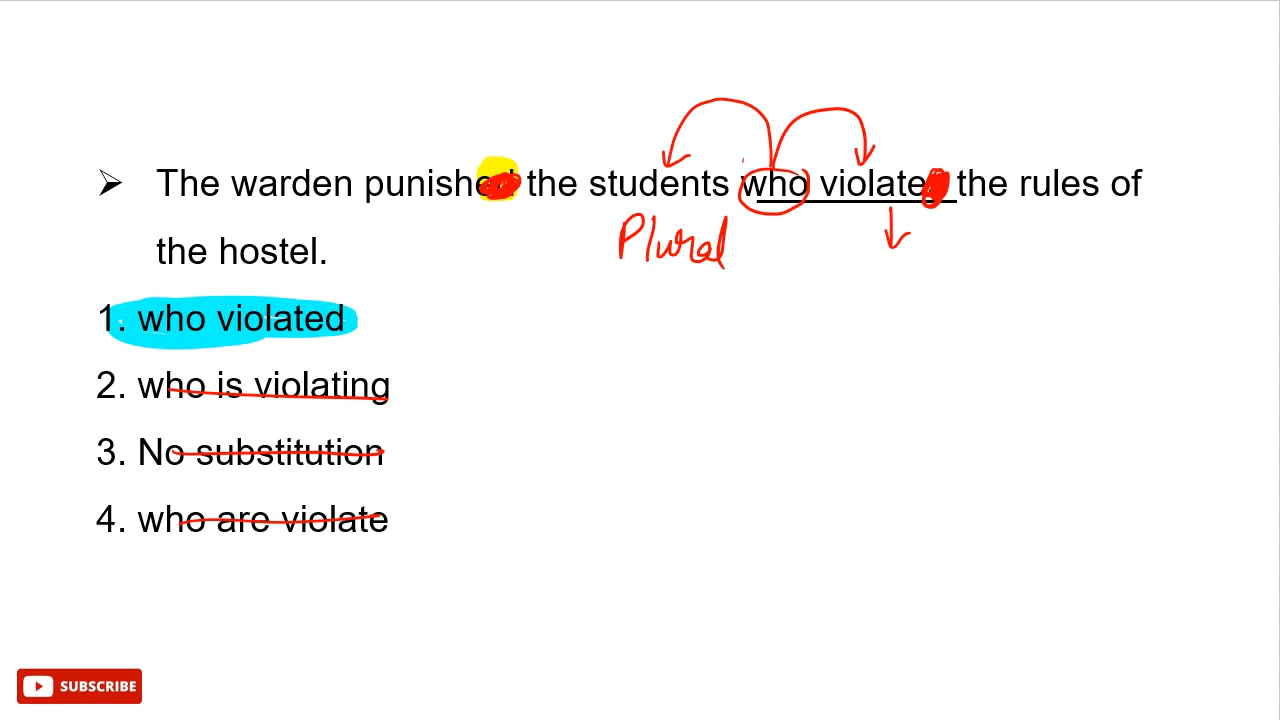 ➢ The warden punished the students who violate the rules of
Plural
the hostel.
1. who violated
2. who is violating
3. No substitution
4. who are violate
SUBSCRIBE